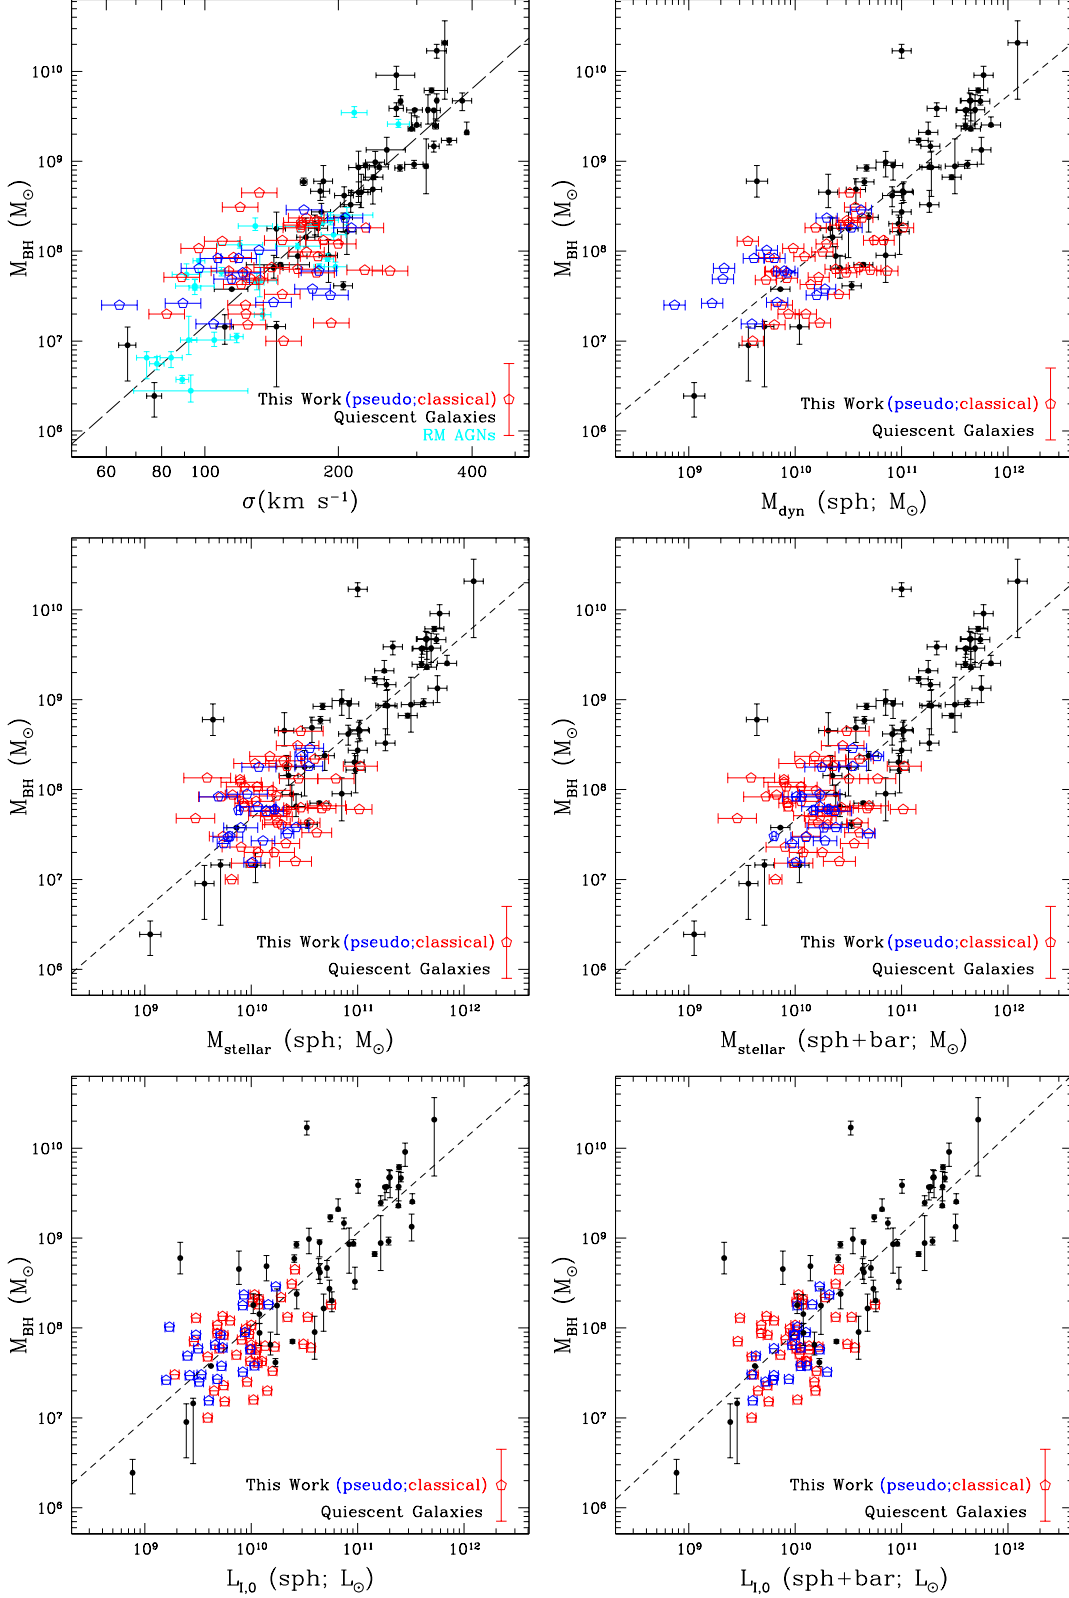 10¹⁰
10⁹
10⁸
10⁷
10⁶
M_BH (M_⊙)
This Work (pseudo;classical)
Quiescent Galaxies
RM AGNs
60 80 100 200 400
σ(km s⁻¹)
10¹⁰
10⁹
10⁸
10⁷
10⁶
M_BH (M_⊙)
This Work (pseudo;classical)
Quiescent Galaxies
10⁹ 10¹⁰ 10¹¹ 10¹²
M_dyn (sph; M_⊙)
10¹⁰
10⁹
10⁸
10⁷
10⁶
M_BH (M_⊙)
This Work (pseudo;classical)
Quiescent Galaxies
10⁹ 10¹⁰ 10¹¹ 10¹²
M_stellar (sph; M_⊙)
10¹⁰
10⁹
10⁸
10⁷
10⁶
M_BH (M_⊙)
This Work (pseudo;classical)
Quiescent Galaxies
10⁹ 10¹⁰ 10¹¹ 10¹²
M_stellar (sph+bar; M_⊙)
10¹⁰
10⁹
10⁸
10⁷
10⁶
M_BH (M_⊙)
This Work (pseudo;classical)
Quiescent Galaxies
10⁹ 10¹⁰ 10¹¹ 10¹²
L_I,0 (sph; L_⊙)
10¹⁰
10⁹
10⁸
10⁷
10⁶
M_BH (M_⊙)
This Work (pseudo;classical)
Quiescent Galaxies
10⁹ 10¹⁰ 10¹¹ 10¹²
L_I,0 (sph+bar; L_⊙)